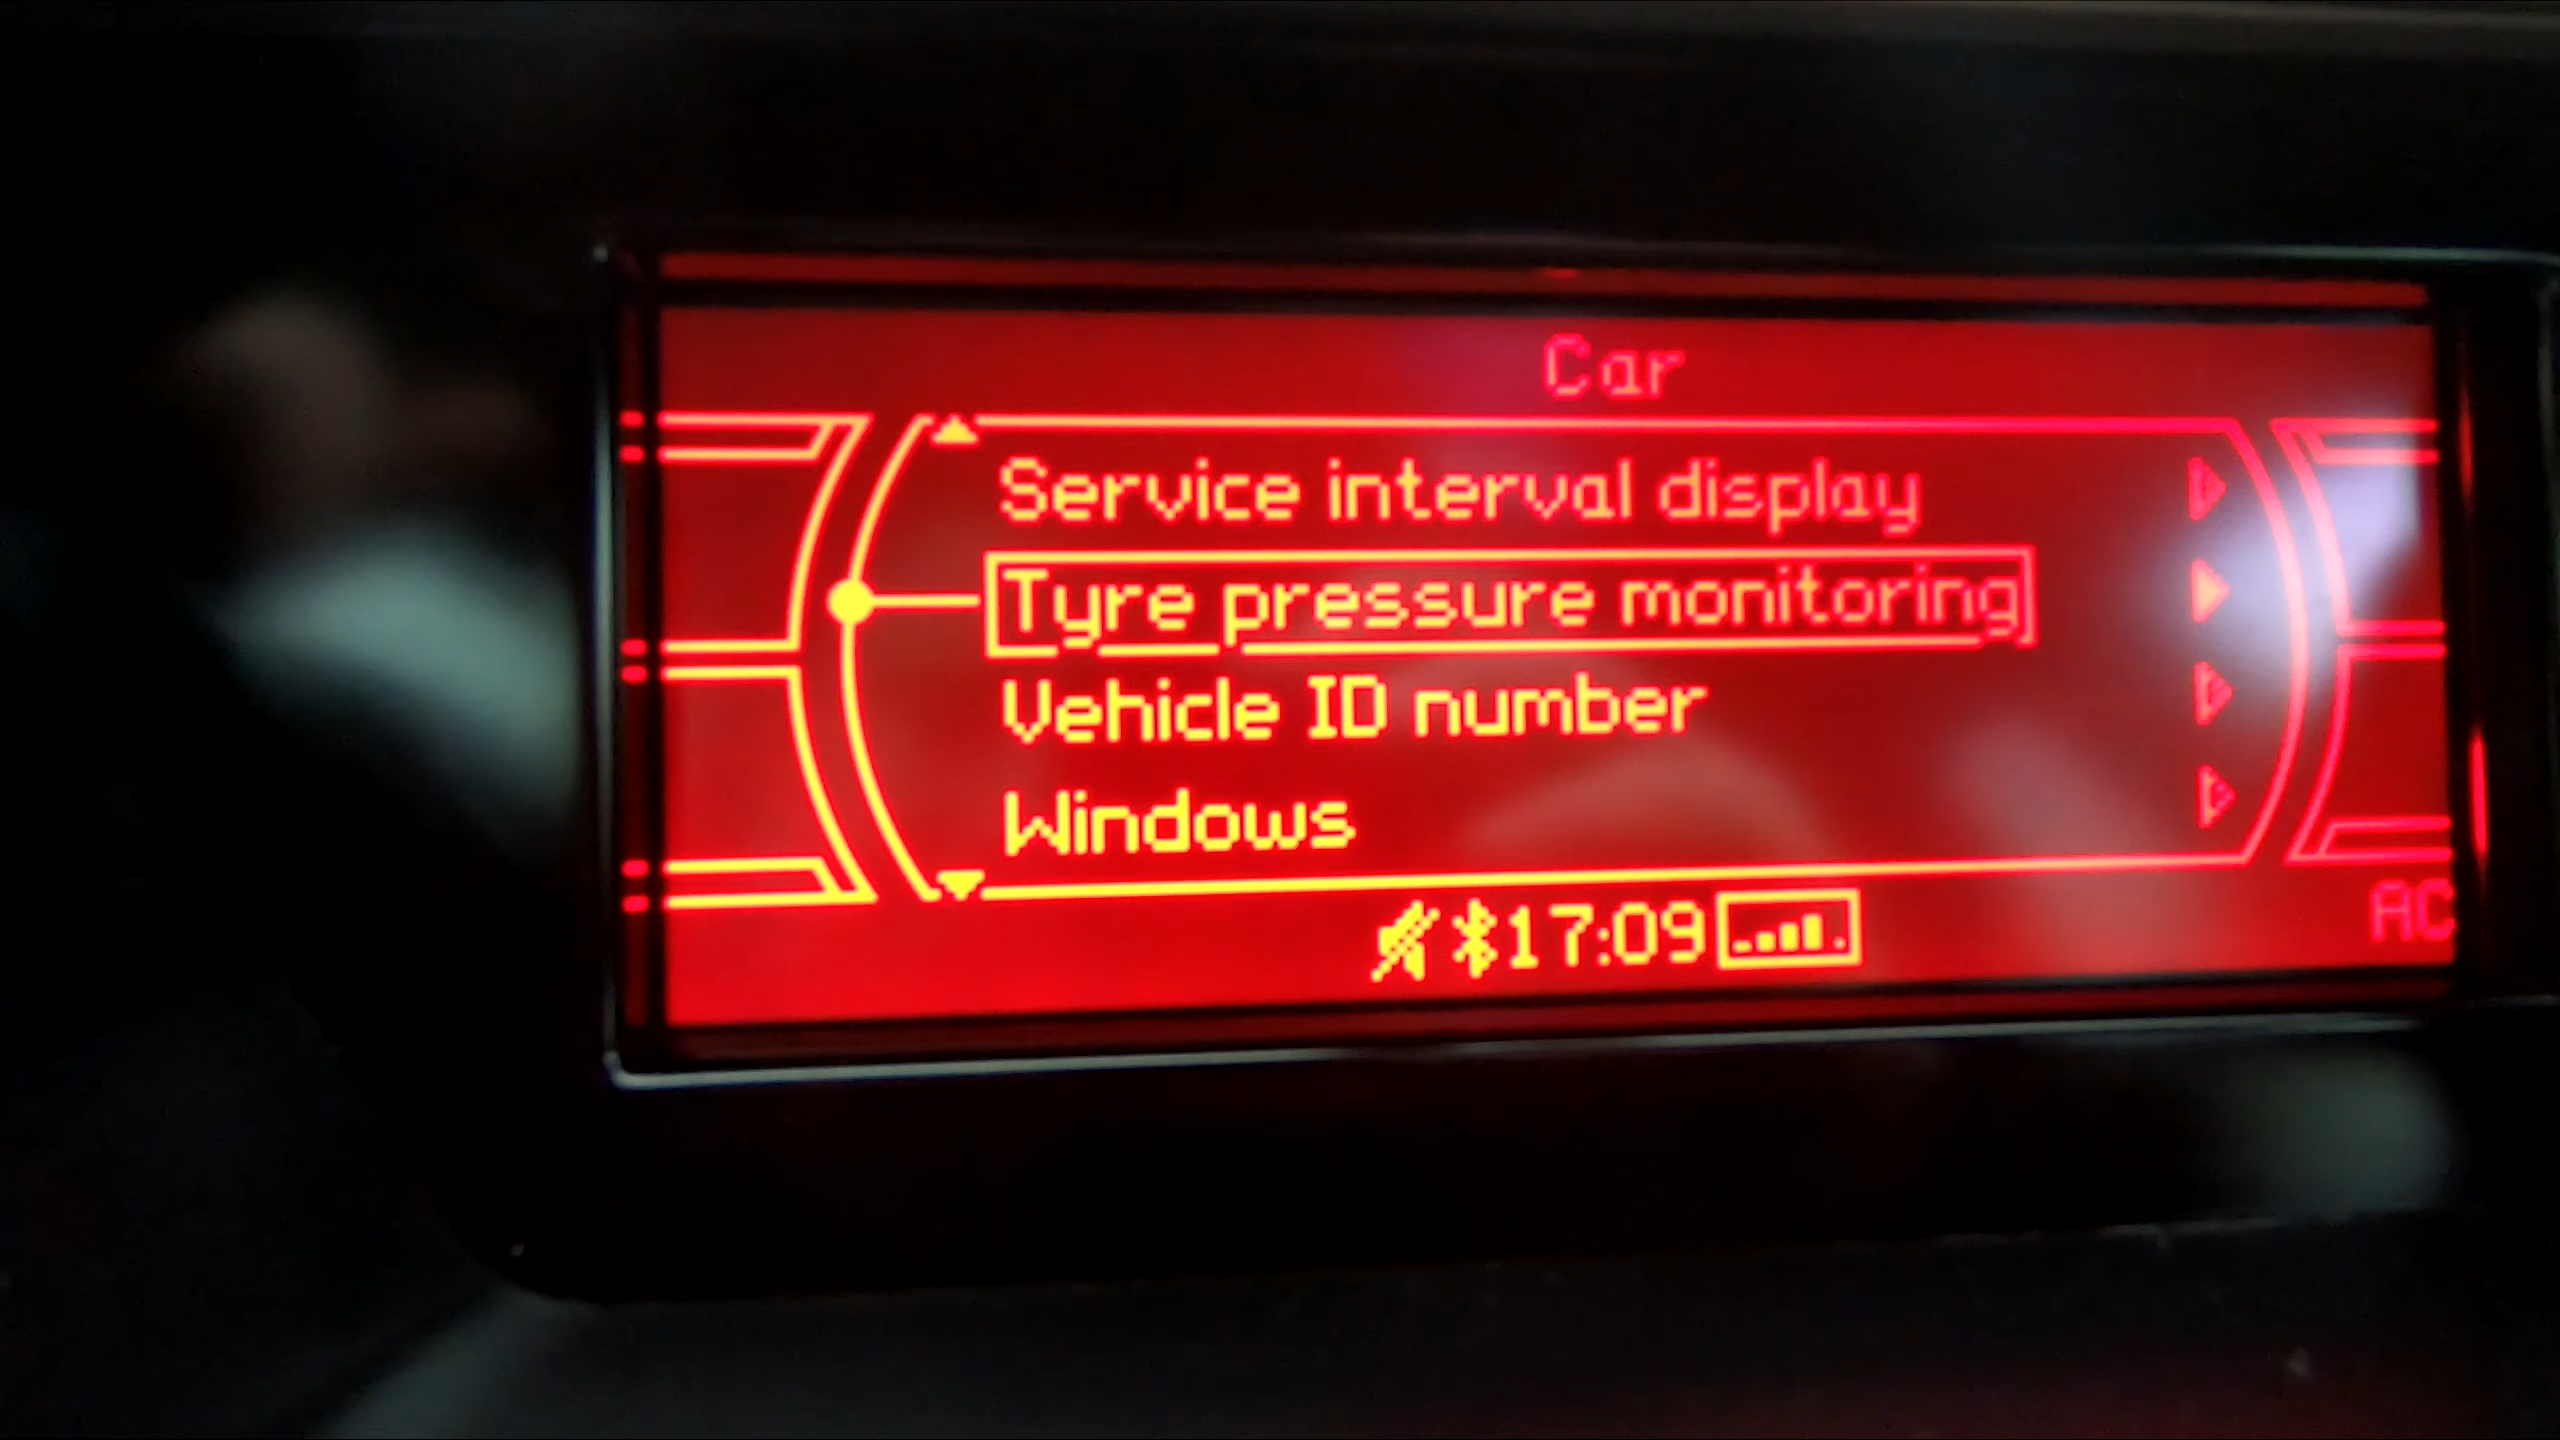 Car
Service interval display
Tyre pressure monitoring
Vehicle ID number
Windows
17:09
AC